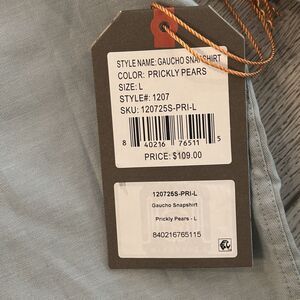 STYLE NAME: GAUCHO SNAPSHIRT
COLOR: PRICKLY PEARS
SIZE: L
STYLE#: 1207
SKU: 120725S-PRI-L
8 40216 76511 5
PRICE: $109.00
120725S-PRI-L
Gaucho Snapshirt
Prickly Pears - L
840216765115